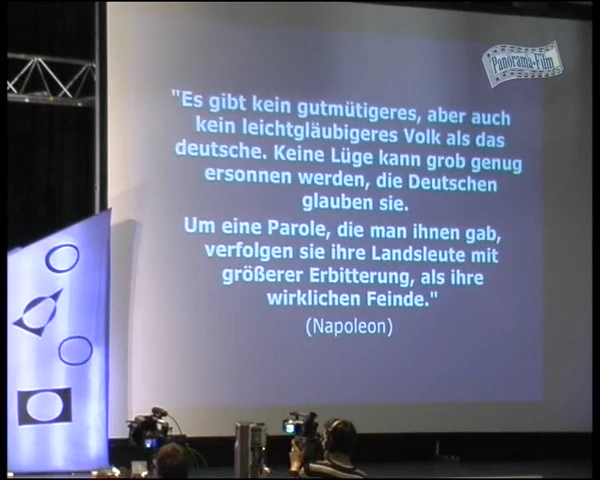 Panorama-Film
"Es gibt kein gutmütigeres, aber auch
kein leichtgläubigeres Volk als das
deutsche. Keine Lüge kann grob genug
ersonnen werden, die Deutschen
glauben sie.
Um eine Parole, die man ihnen gab,
verfolgen sie ihre Landsleute mit
größerer Erbitterung, als ihre
wirklichen Feinde."
(Napoleon)